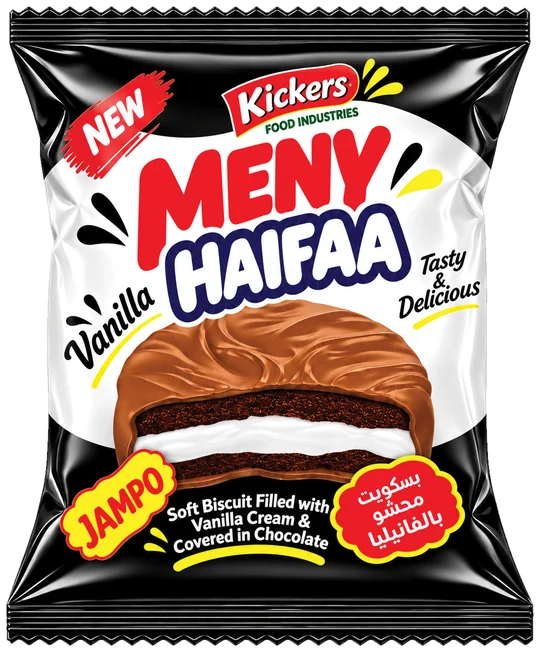 NEW
Kickers
FOOD INDUSTRIES
MENY
HAIFAA
Vanilla
Tasty
&
Delicious
JAMPO
Soft Biscuit Filled with
Vanilla Cream &
Covered in Chocolate
بسكويت
محشو
بالفانيليا